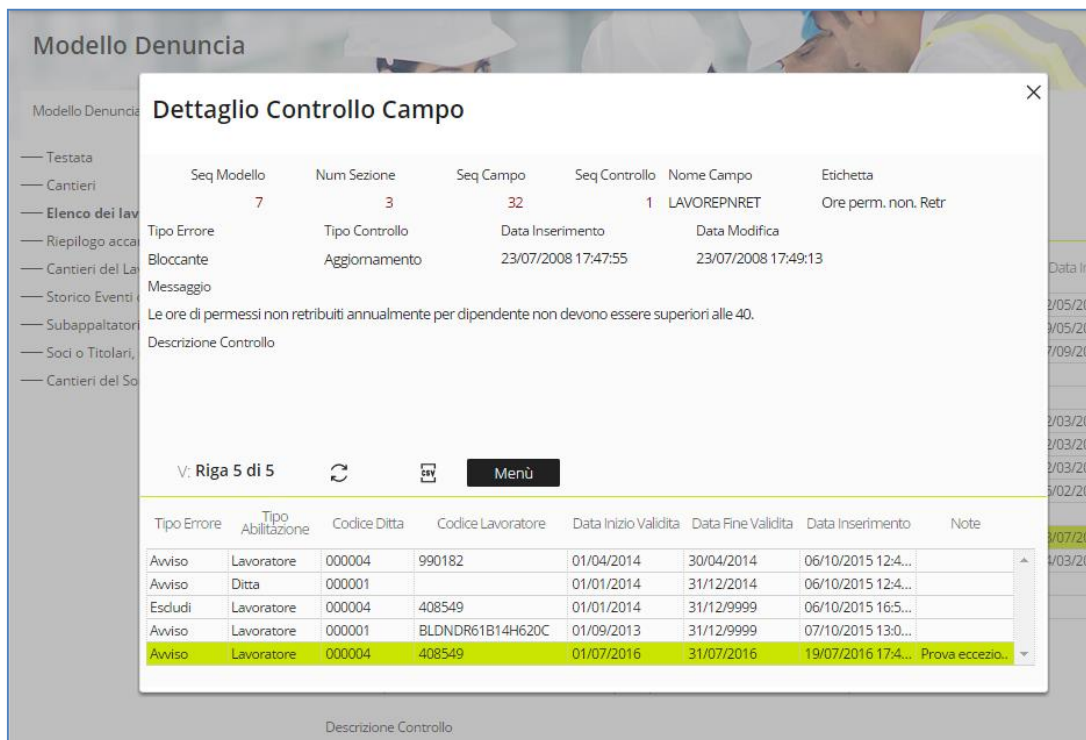 Modello Denuncia
Modello Denuncia
Testata
Cantieri
Elenco dei lav
Riepilogo acca
Cantieri del La
Storico Eventi
Subappaltatori
Soci o Titolari,
Cantieri del So
Dettaglio Controllo Campo
Seq Modello Num Sezione Seq Campo Seq Controllo Nome Campo Etichetta
7 3 32 1 LAVOREPNRET Ore perm. non. Retr
Tipo Errore Tipo Controllo Data Inserimento Data Modifica
Bloccante Aggiornamento 23/07/2008 17:47:55 23/07/2008 17:49:13
Messaggio
Le ore di permessi non retribuiti annualmente per dipendente non devono essere superiori alle 40.
Descrizione Controllo
V: Riga 5 di 5 CSV Menù
Tipo Errore Tipo Abilitazione Codice Ditta Codice Lavoratore Data Inizio Validita Data Fine Validita Data Inserimento Note
Avviso Lavoratore 000004 990182 01/04/2014 30/04/2014 06/10/2015 12:4...
Avviso Ditta 000001 01/01/2014 31/12/2014 06/10/2015 12:4...
Escludi Lavoratore 000004 408549 01/01/2014 31/12/9999 06/10/2015 16:5...
Avviso Lavoratore 000001 BLDNDR61B14H620C 01/09/2013 31/12/9999 07/10/2015 13:0...
Avviso Lavoratore 000004 408549 01/07/2016 31/07/2016 19/07/2016 17:4... Prova eccezio..
Descrizione Controllo